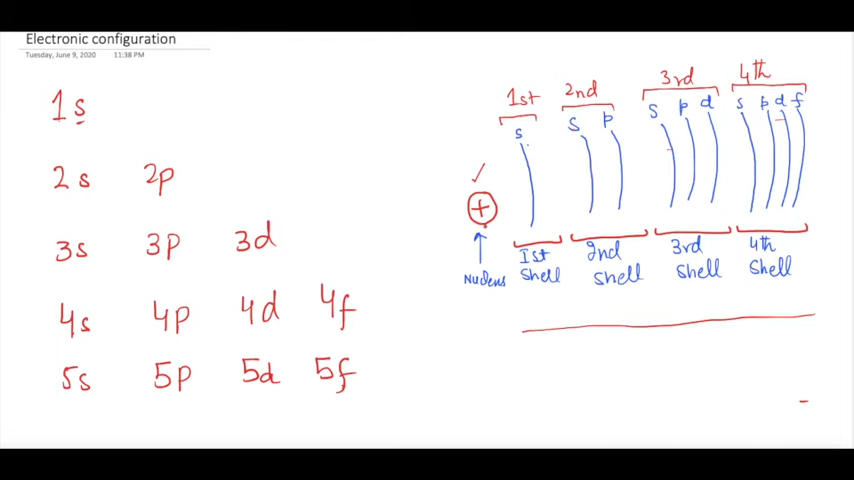 Electronic configuration
Tuesday, June 9, 2020 11:38 PM
1s
2s 2p
3s 3p 3d
4s 4p 4d 4f
5s 5p 5d 5f
1st 2nd 3rd 4th
s s p s p d s p d f
+
Nucleus
Ist shell
2nd shell
3rd shell
4th shell